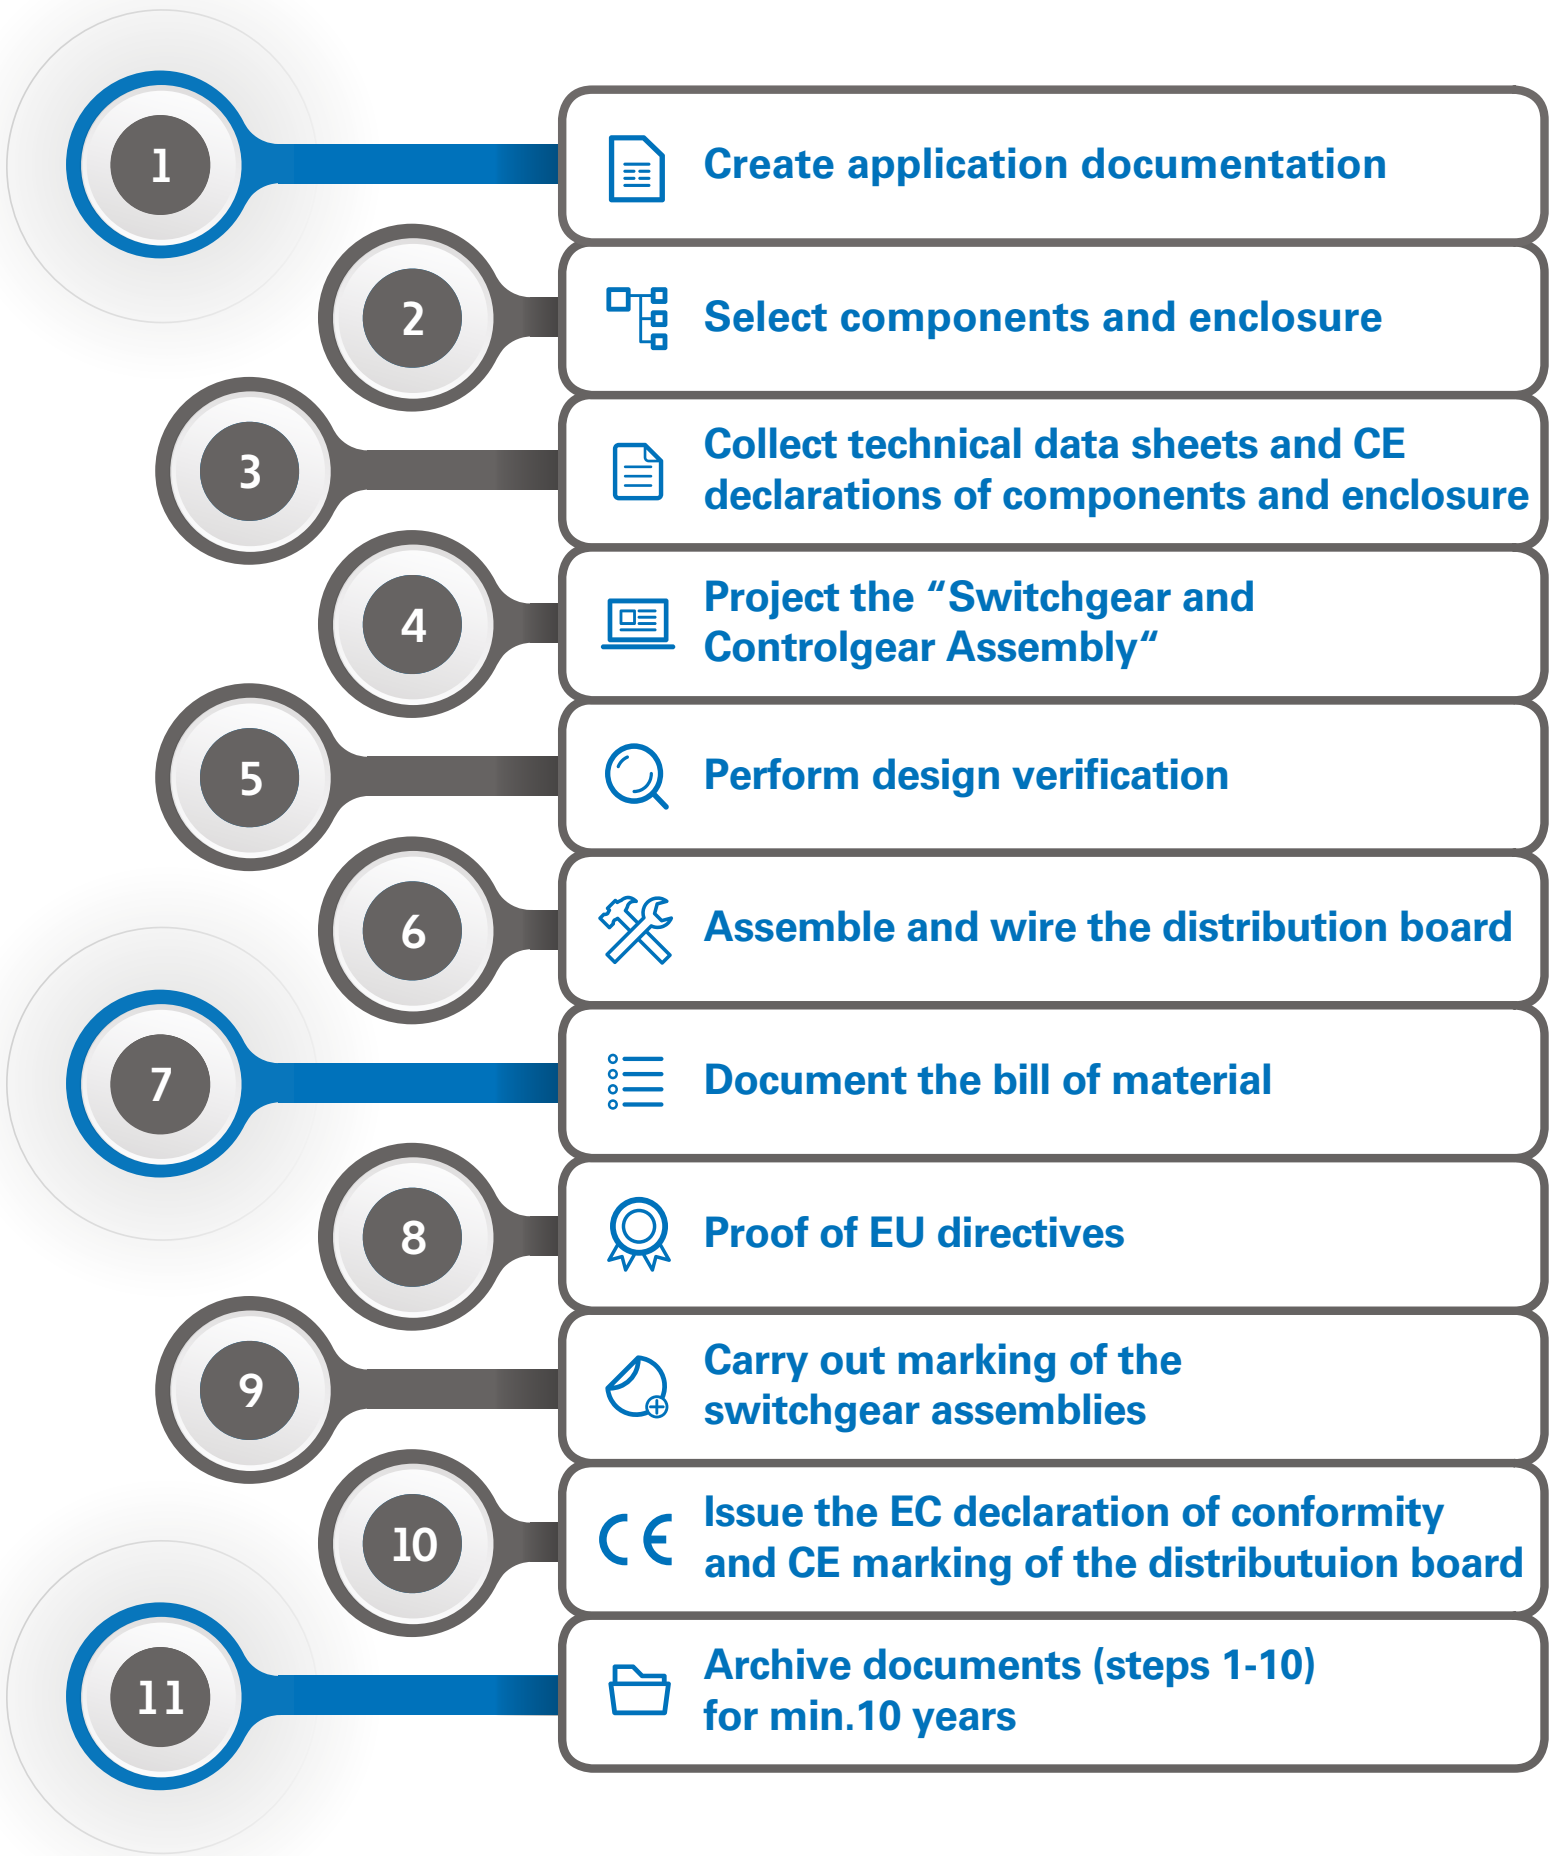 1
Create application documentation
2
Select components and enclosure
3
Collect technical data sheets and CE
declarations of components and enclosure
4
Project the “Switchgear and
Controlgear Assembly“
5
Perform design verification
6
Assemble and wire the distribution board
7
Document the bill of material
8
Proof of EU directives
9
Carry out marking of the
switchgear assemblies
10
CE
Issue the EC declaration of conformity
and CE marking of the distributuion board
11
Archive documents (steps 1-10)
for min.10 years